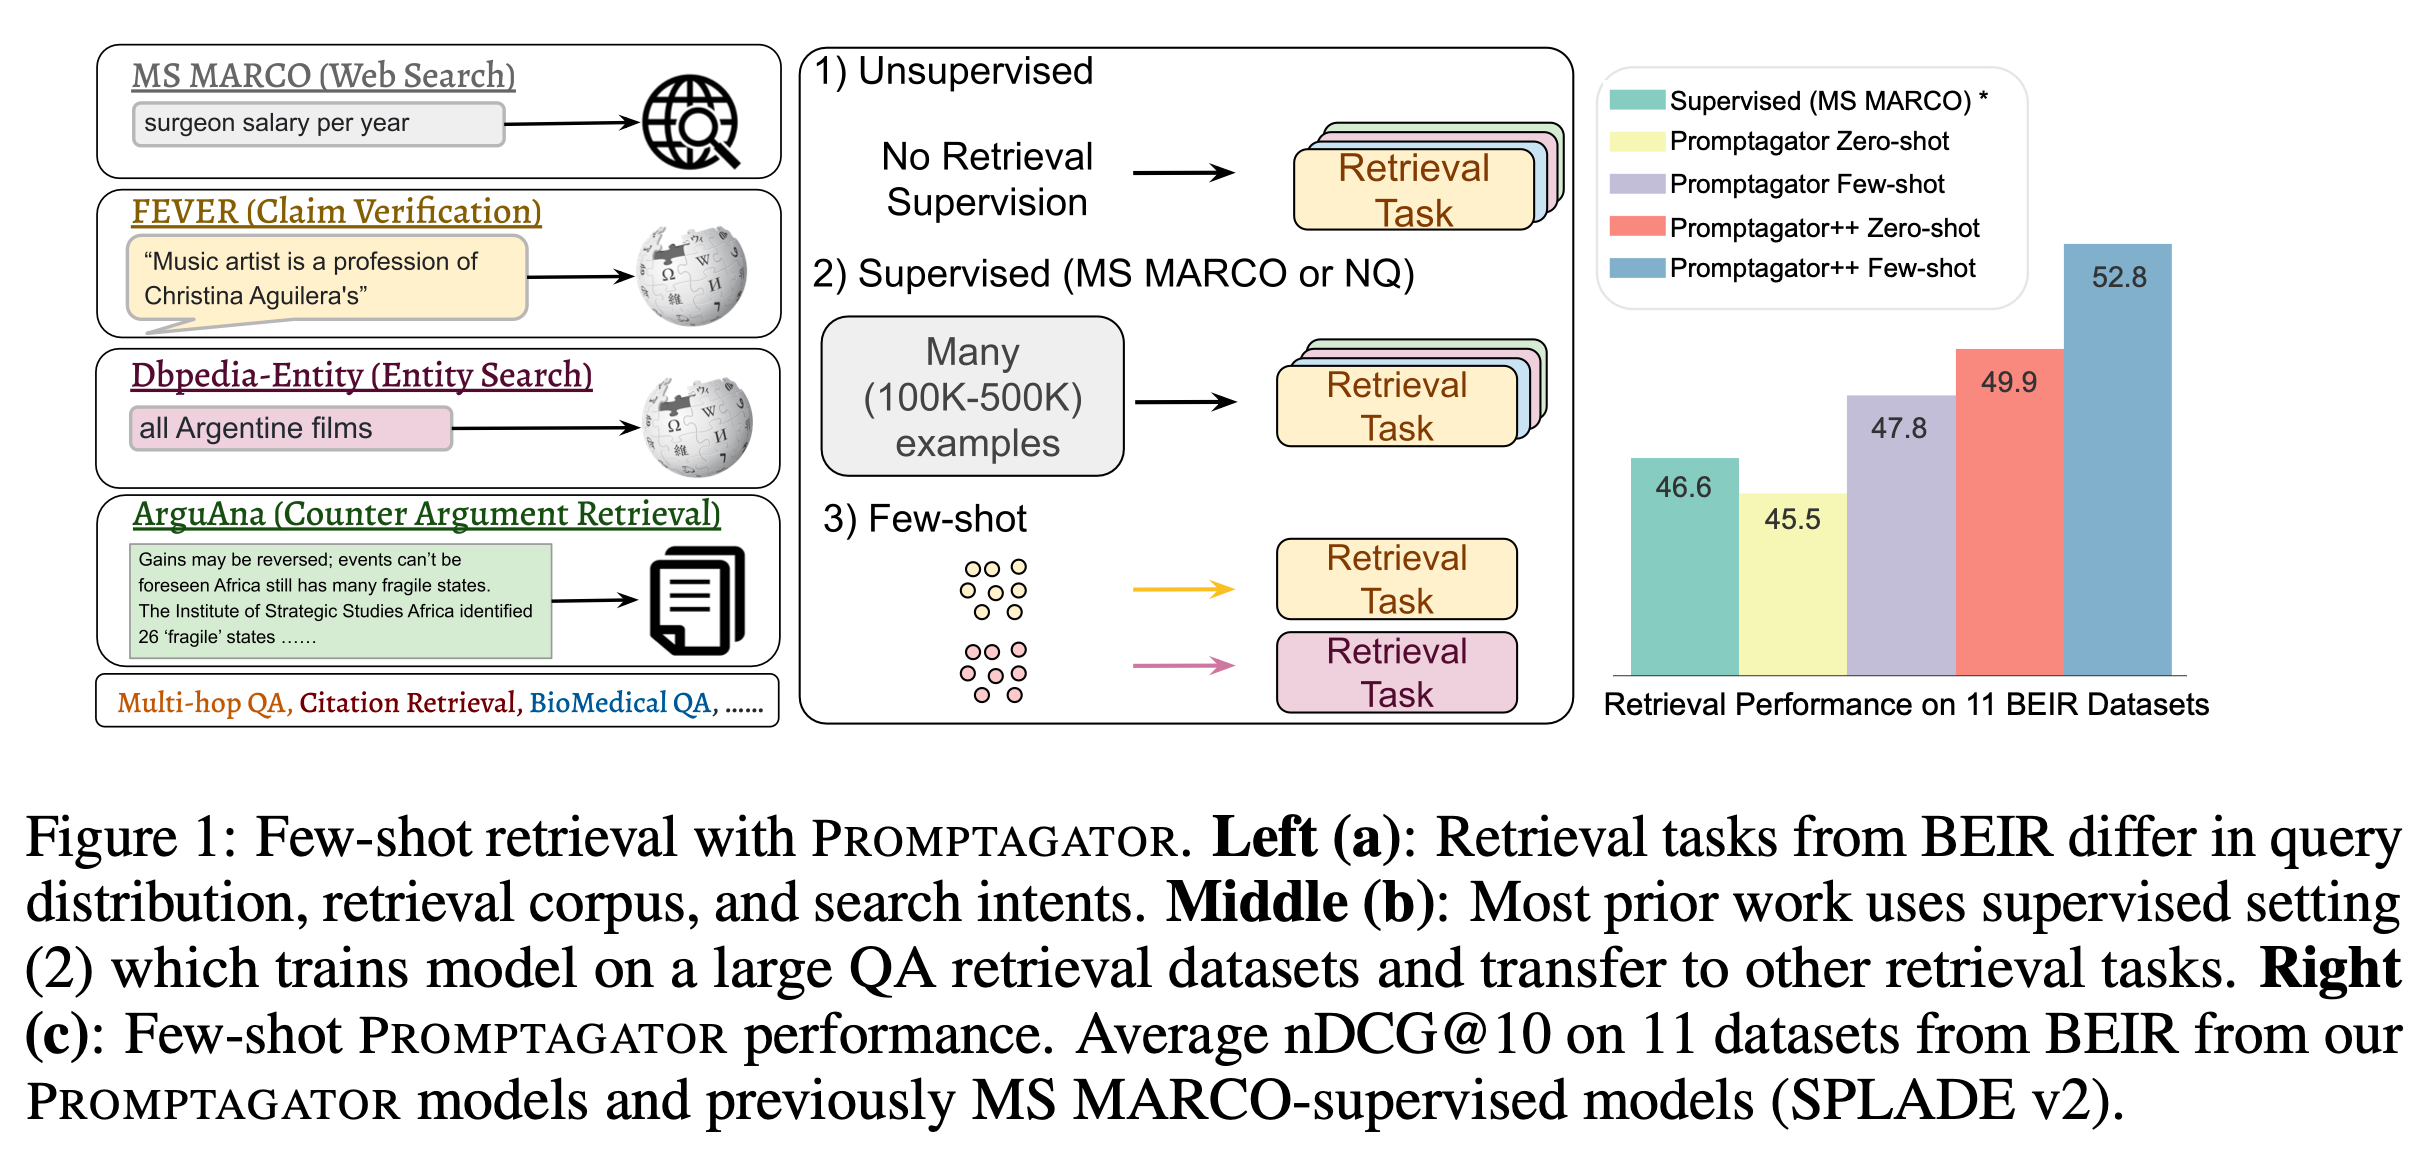 MS MARCO (Web Search)
surgeon salary per year
FEVER (Claim Verification)
“Music artist is a profession of
Christina Aguilera's”
Dbpedia-Entity (Entity Search)
all Argentine films
ArguAna (Counter Argument Retrieval)
Gains may be reversed; events can’t be
foreseen Africa still has many fragile states.
The Institute of Strategic Studies Africa identified
26 ‘fragile’ states ……
Multi-hop QA, Citation Retrieval, BioMedical QA, ……
1) Unsupervised
No Retrieval
Supervision
Retrieval
Task
2) Supervised (MS MARCO or NQ)
Many
(100K-500K)
examples
Retrieval
Task
3) Few-shot
Retrieval
Task
Retrieval
Task
Supervised (MS MARCO) *
Promptagator Zero-shot
Promptagator Few-shot
Promptagator++ Zero-shot
Promptagator++ Few-shot
46.6
45.5
47.8
49.9
52.8
Retrieval Performance on 11 BEIR Datasets
Figure 1: Few-shot retrieval with PROMPTAGATOR. Left (a): Retrieval tasks from BEIR differ in query
distribution, retrieval corpus, and search intents. Middle (b): Most prior work uses supervised setting
(2) which trains model on a large QA retrieval datasets and transfer to other retrieval tasks. Right
(c): Few-shot PROMPTAGATOR performance. Average nDCG@10 on 11 datasets from BEIR from our
PROMPTAGATOR models and previously MS MARCO-supervised models (SPLADE v2).